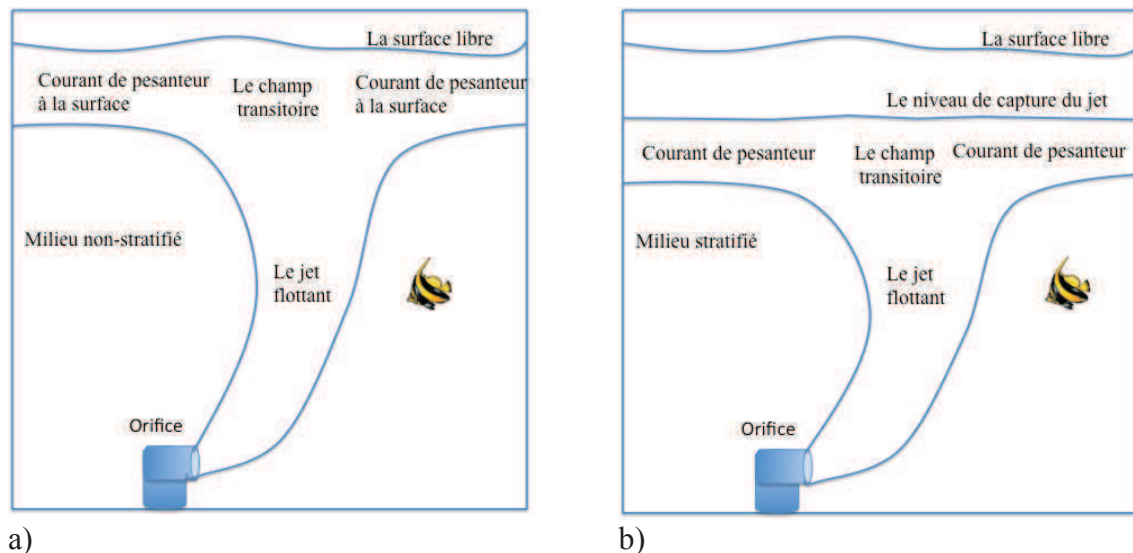 La surface libre
Courant de pesanteur
à la surface
Le champ
transitoire
Courant de pesanteur
à la surface
Milieu non-stratifié
Le jet
flottant
Orifice
a)
La surface libre
Le niveau de capture du jet
Courant de pesanteur
Le champ
transitoire
Courant de pesanteur
Milieu stratifié
Le jet
flottant
Orifice
b)